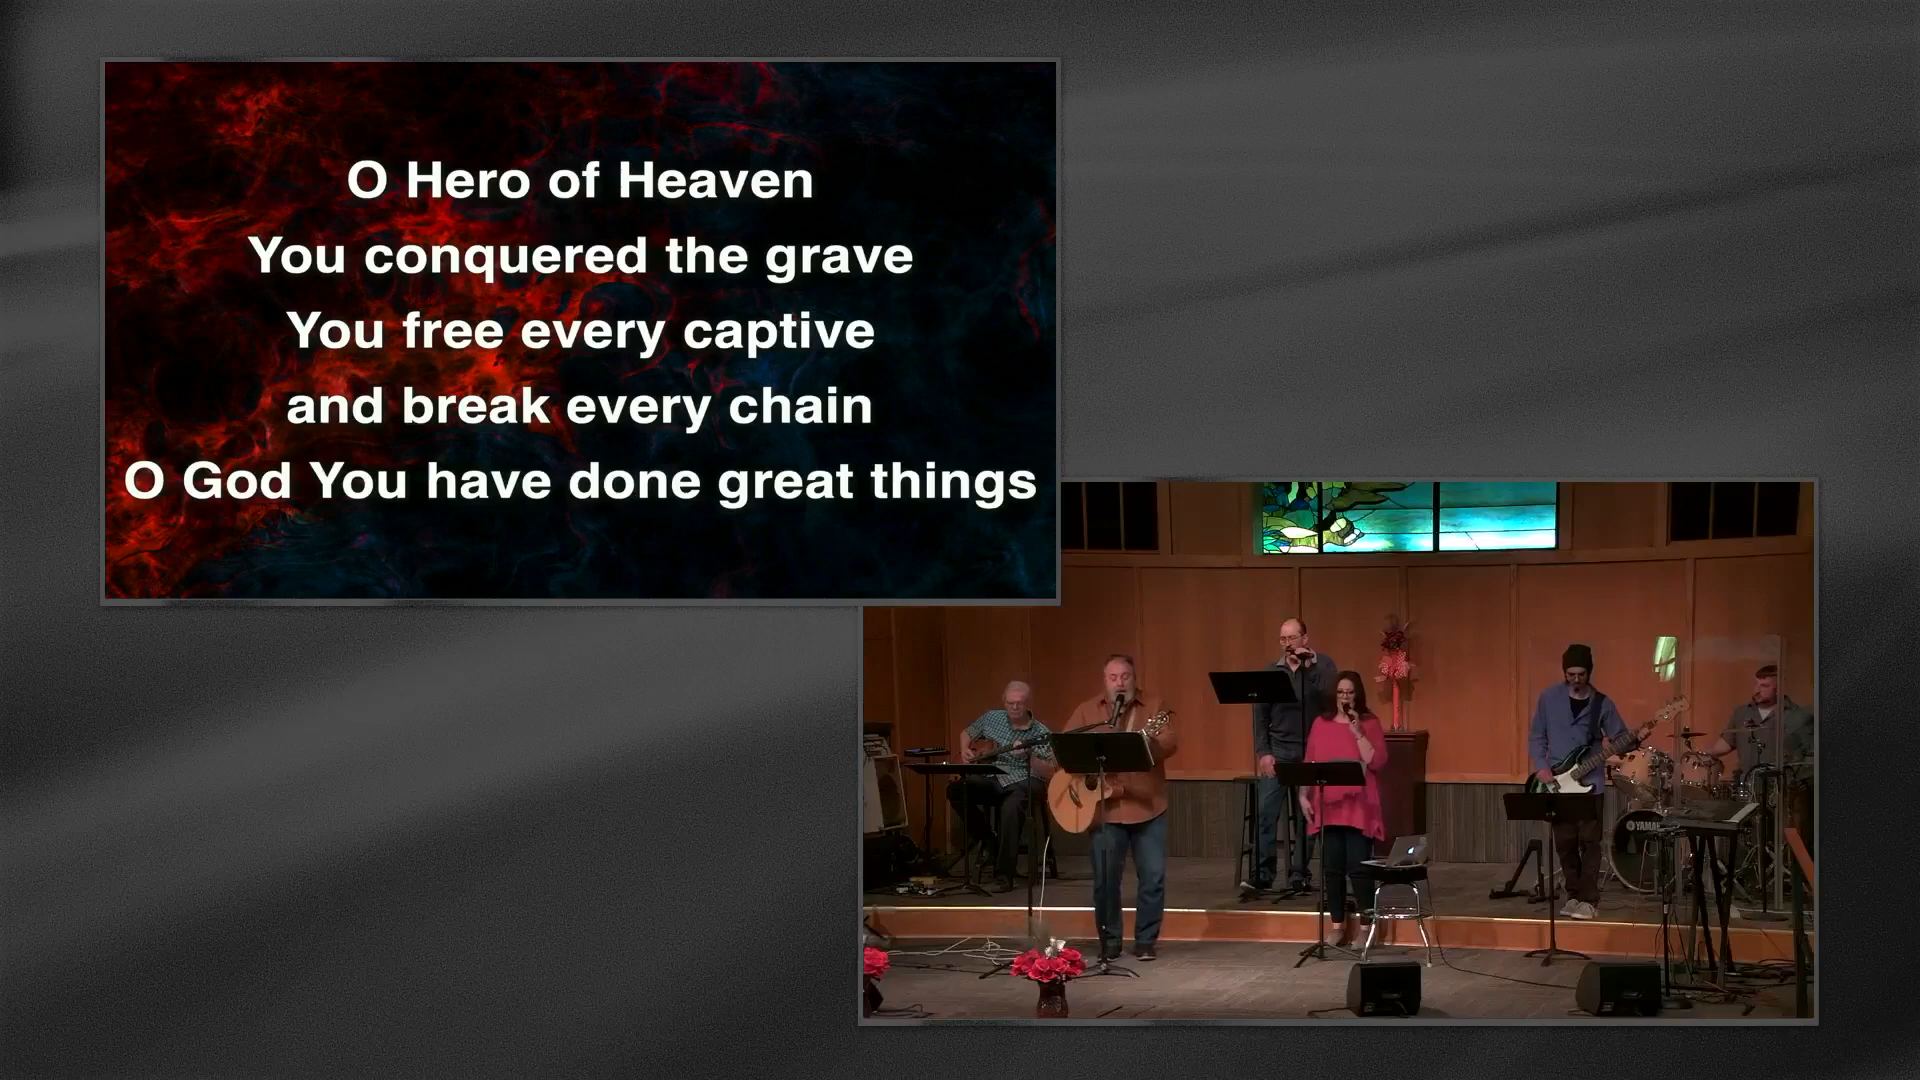 O Hero of Heaven
You conquered the grave
You free every captive
and break every chain
O God You have done great things
YAMAH